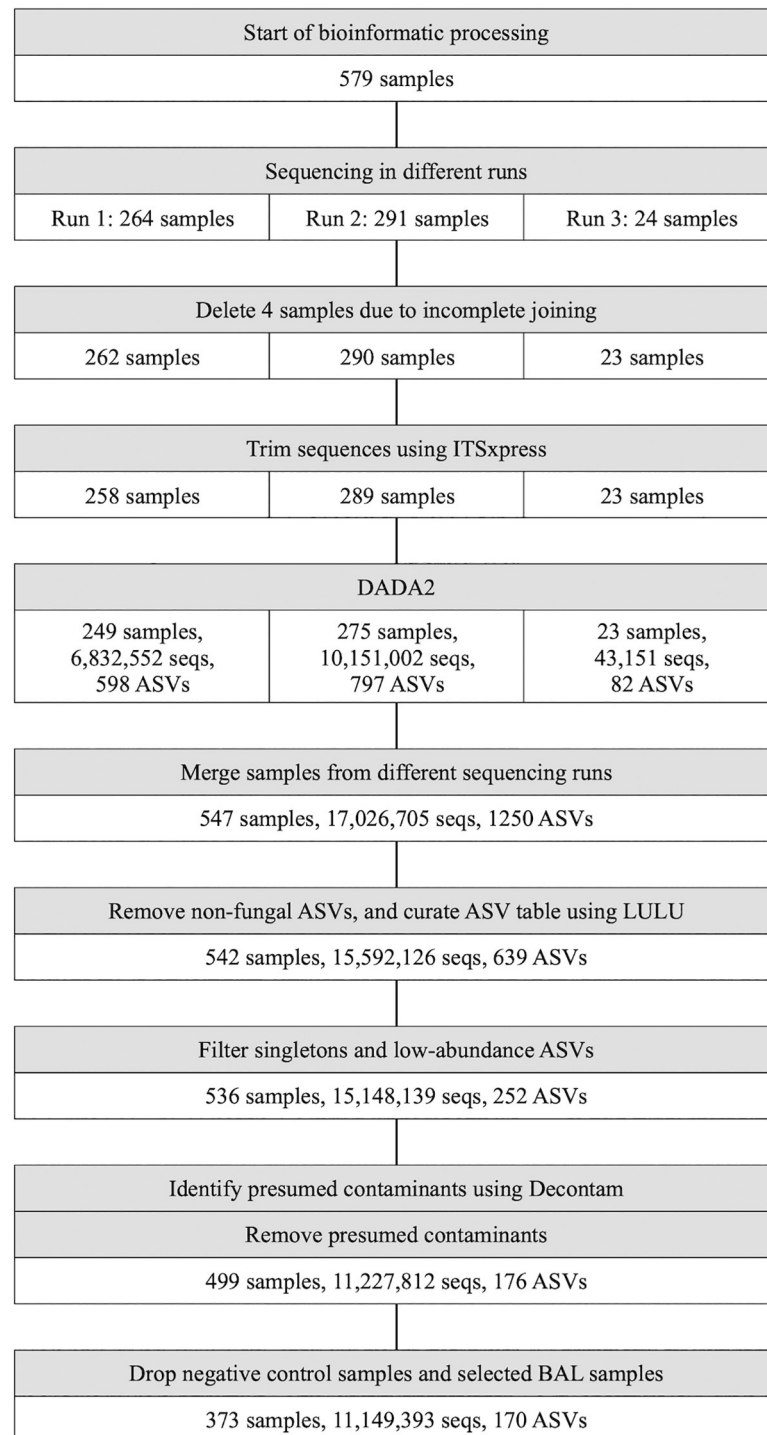 Start of bioinformatic processing
579 samples
Sequencing in different runs
Run 1: 264 samples
Run 2: 291 samples
Run 3: 24 samples
Delete 4 samples due to incomplete joining
262 samples
290 samples
23 samples
Trim sequences using ITSxpress
258 samples
289 samples
23 samples
DADA2
249 samples,
6,832,552 seqs,
598 ASVs
275 samples,
10,151,002 seqs,
797 ASVs
23 samples,
43,151 seqs,
82 ASVs
Merge samples from different sequencing runs
547 samples, 17,026,705 seqs, 1250 ASVs
Remove non-fungal ASVs, and curate ASV table using LULU
542 samples, 15,592,126 seqs, 639 ASVs
Filter singletons and low-abundance ASVs
536 samples, 15,148,139 seqs, 252 ASVs
Identify presumed contaminants using Decontam
Remove presumed contaminants
499 samples, 11,227,812 seqs, 176 ASVs
Drop negative control samples and selected BAL samples
373 samples, 11,149,393 seqs, 170 ASVs